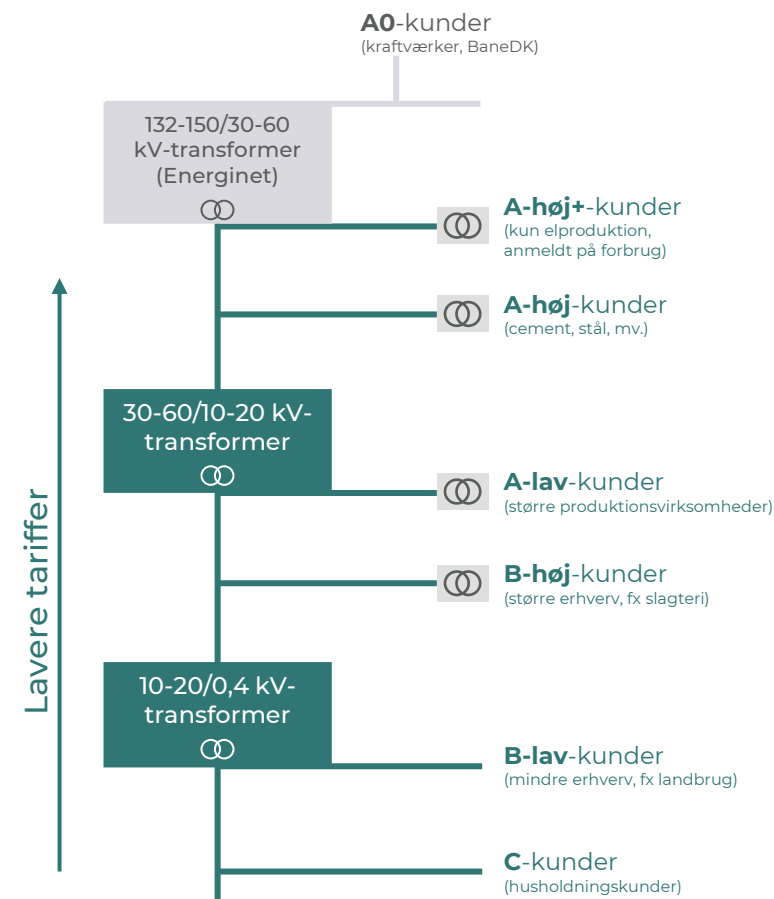 A0-kunder
(kraftværker, BaneDK)
132-150/30-60
kV-transformer
(Energinet)
A-høj+-kunder
(kun elproduktion,
anmeldt på forbrug)
A-høj-kunder
(cement, stål, mv.)
30-60/10-20 kV-
transformer
A-lav-kunder
(større produktionsvirksomheder)
B-høj-kunder
(større erhverv, fx slagteri)
Lavere tariffer
10-20/0,4 kV-
transformer
B-lav-kunder
(mindre erhverv, fx landbrug)
C-kunder
(husholdningskunder)